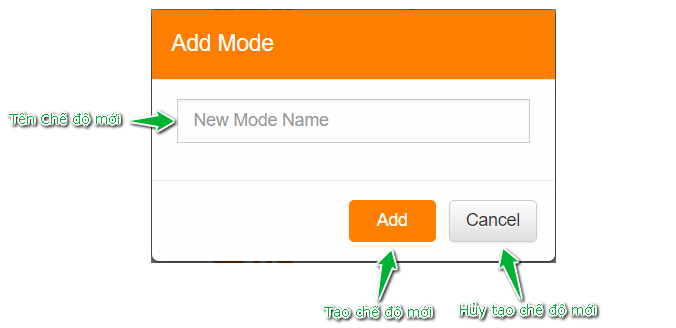 Add Mode
Tên Chế độ mới
New Mode Name
Add
Cancel
Tạo chế độ mới
Hủy tạo chế độ mới